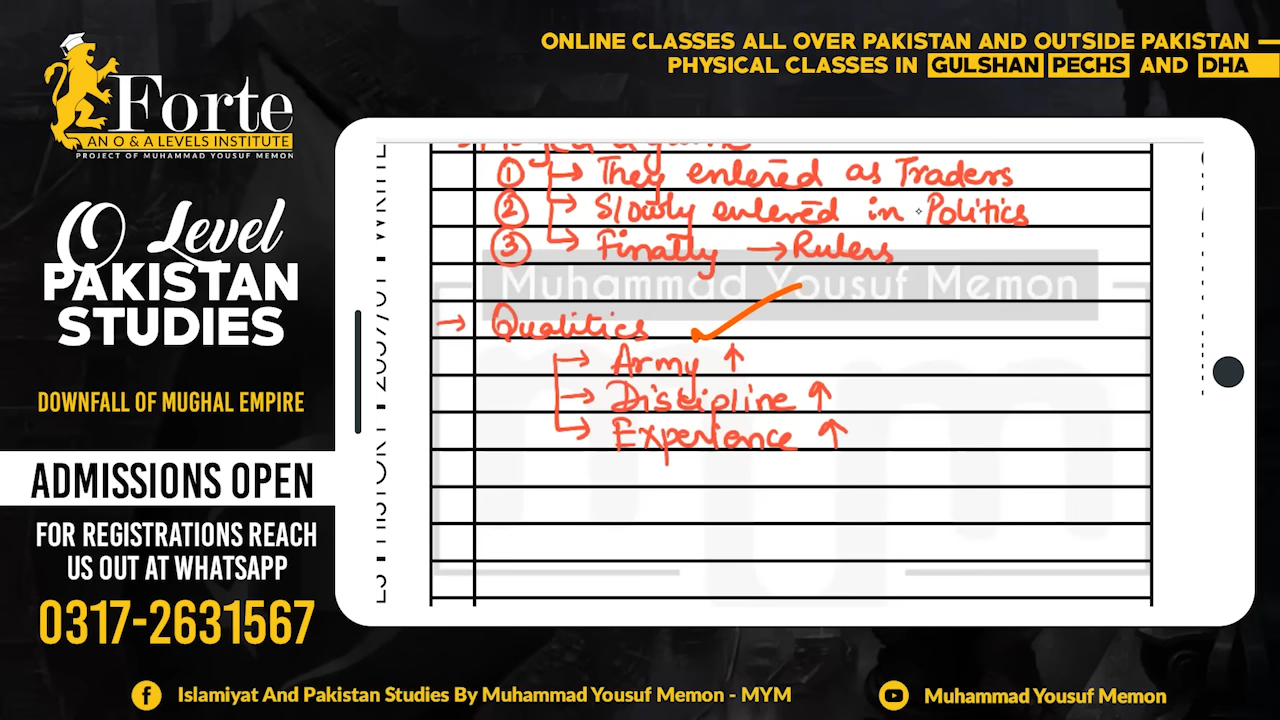 Forte
AN O & A LEVELS INSTITUTE
PROJECT OF MUHAMMAD YOUSUF MEMON
O Level
PAKISTAN
STUDIES
DOWNFALL OF MUGHAL EMPIRE
ADMISSIONS OPEN
FOR REGISTRATIONS REACH
US OUT AT WHATSAPP
0317-2631567
ONLINE CLASSES ALL OVER PAKISTAN AND OUTSIDE PAKISTAN
PHYSICAL CLASSES IN GULSHAN PECHS AND DHA
① → They entered as Traders
② → Slowly entered in Politics
③ → Finally → Rulers
Muhammad Yousuf Memon
→ Qualities
→ Army ↑
→ Discipline ↑
→ Experience ↑
Islamiyat And Pakistan Studies By Muhammad Yousuf Memon - MYM
Muhammad Yousuf Memon